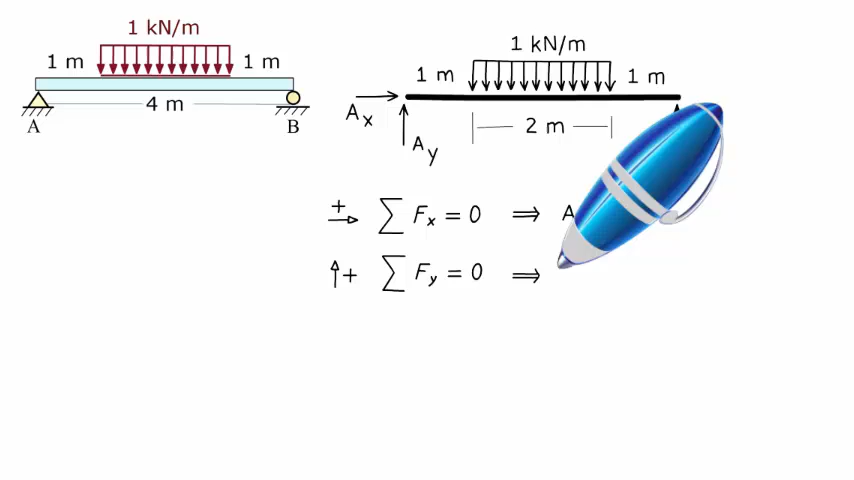 1 kN/m
1 m 1 m
4 m
A B
1 kN/m
1 m 1 m
Ax
Ay
2 m
+ ∑ Fx = 0 ⟹ A
+ ∑ Fy = 0 ⟹